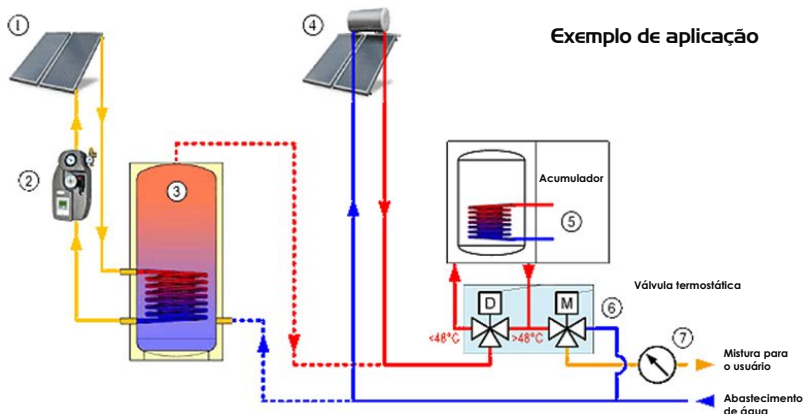 Exemplo de aplicação
1
4
2
3
Acumulador
5
Válvula termostática
D
M
6
<48°C
>48°C
7
Mistura para
o usuário
Abastecimento
de água